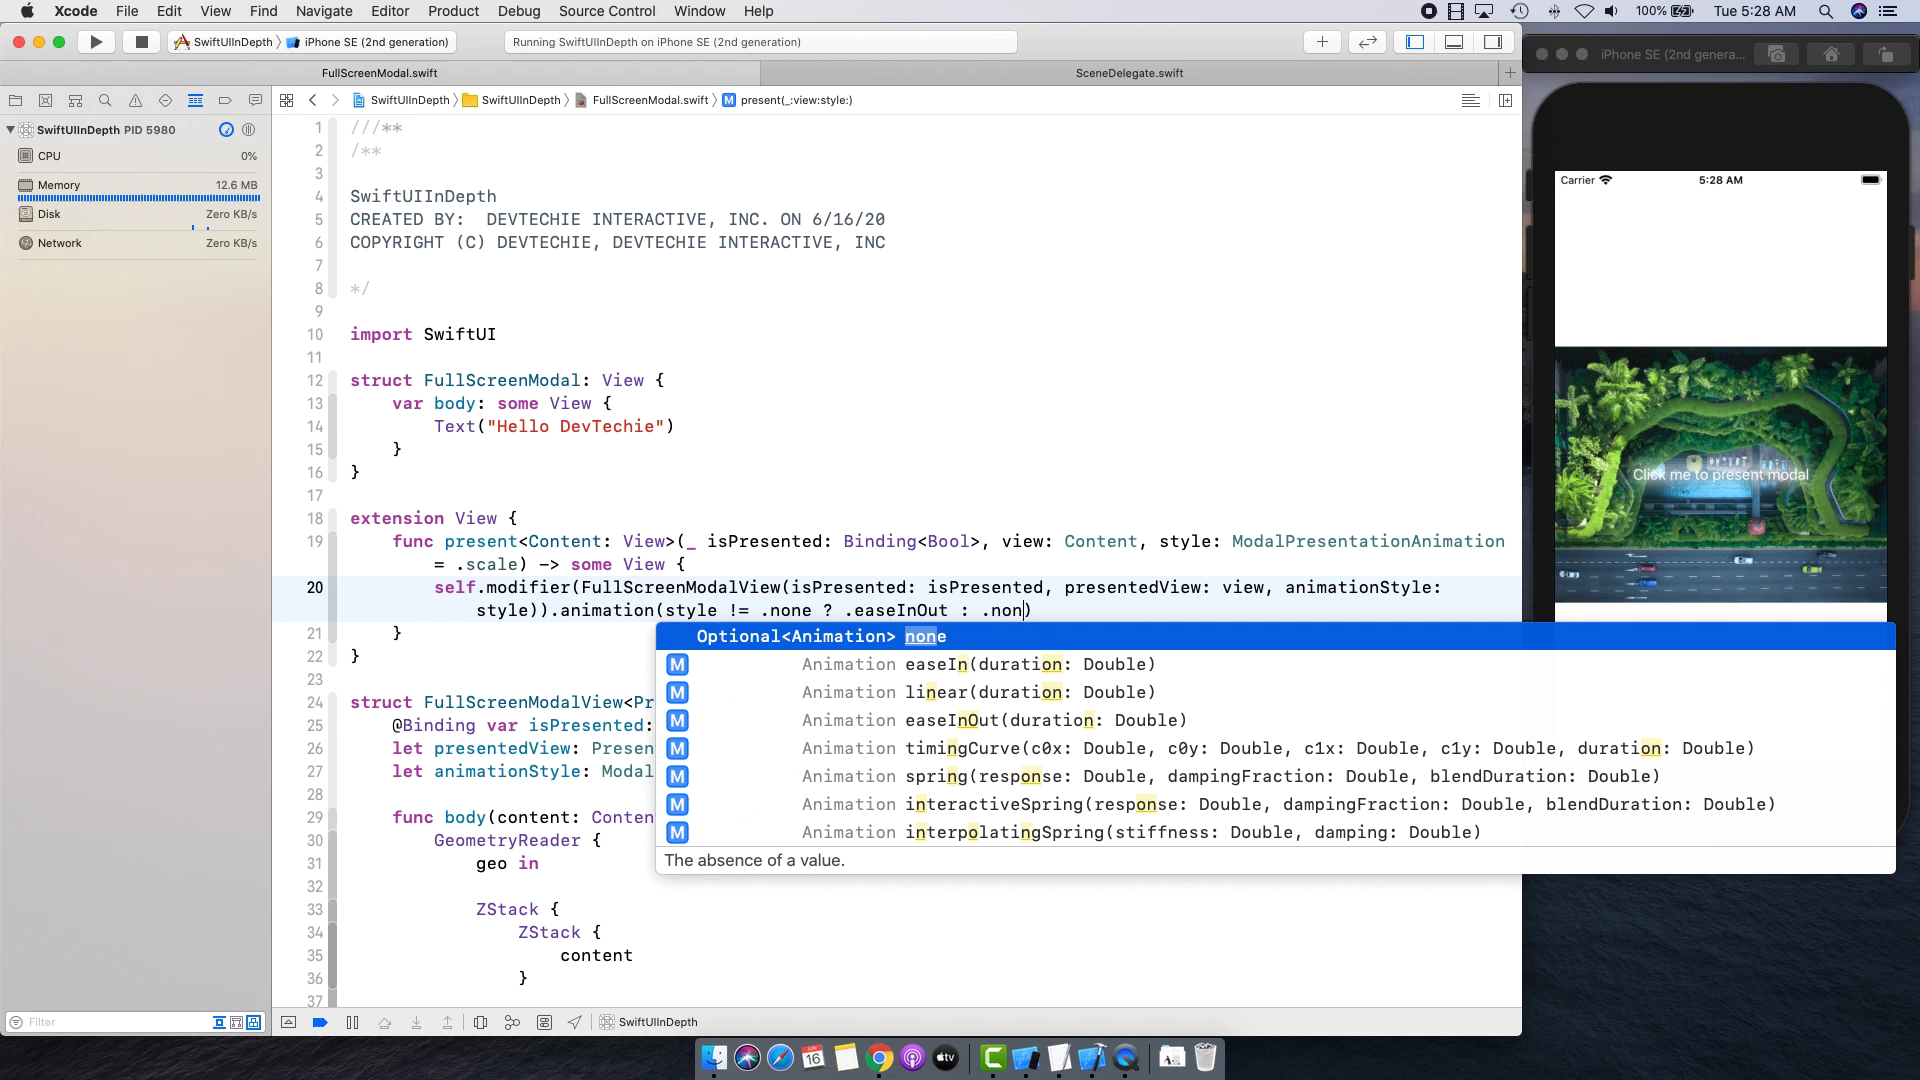 Xcode File Edit View Find Navigate Editor Product Debug Source Control Window Help 100% Tue 5:28 AM
SwiftUIInDepth iPhone SE (2nd generation) Running SwiftUIInDepth on iPhone SE (2nd generation)
iPhone SE (2nd genera...
FullScreenModal.swift SceneDelegate.swift
SwiftUIInDepth SwiftUIInDepth FullScreenModal.swift M present(_:view:style:)
SwiftUIInDepth PID 5980
CPU 0%
Memory 12.6 MB
Disk Zero KB/s
Network Zero KB/s
1 ///**
2 /**
3
4 SwiftUIInDepth
5 CREATED BY: DEVTECHIE INTERACTIVE, INC. ON 6/16/20
6 COPYRIGHT (C) DEVTECHIE, DEVTECHIE INTERACTIVE, INC
7
8 */
9
10 import SwiftUI
11
12 struct FullScreenModal: View {
13 var body: some View {
14 Text("Hello DevTechie")
15 }
16 }
17
18 extension View {
19 func present<Content: View>(_ isPresented: Binding<Bool>, view: Content, style: ModalPresentationAnimation
= .scale) -> some View {
20 self.modifier(FullScreenModalView(isPresented: isPresented, presentedView: view, animationStyle:
style)).animation(style != .none ? .easeInOut : .non)
21 }
22 }
23
24 struct FullScreenModalView<Pr
25 @Binding var isPresented:
26 let presentedView: Presen
27 let animationStyle: Modal
28
29 func body(content: Conten
30 GeometryReader {
31 geo in
32
33 ZStack {
34 ZStack {
35 content
36 }
37
Optional<Animation> none
M Animation easeIn(duration: Double)
M Animation linear(duration: Double)
M Animation easeInOut(duration: Double)
M Animation timingCurve(c0x: Double, c0y: Double, c1x: Double, c1y: Double, duration: Double)
M Animation spring(response: Double, dampingFraction: Double, blendDuration: Double)
M Animation interactiveSpring(response: Double, dampingFraction: Double, blendDuration: Double)
M Animation interpolatingSpring(stiffness: Double, damping: Double)
The absence of a value.
Carrier 5:28 AM
Click me to present modal
Filter
SwiftUIInDepth
16
tv